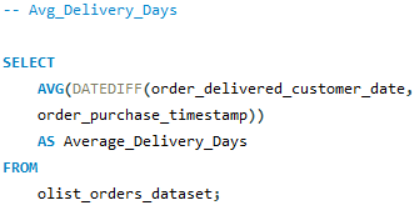 -- Avg_Delivery_Days
SELECT
AVG(DATEDIFF(order_delivered_customer_date,
order_purchase_timestamp))
AS Average_Delivery_Days
FROM
olist_orders_dataset;